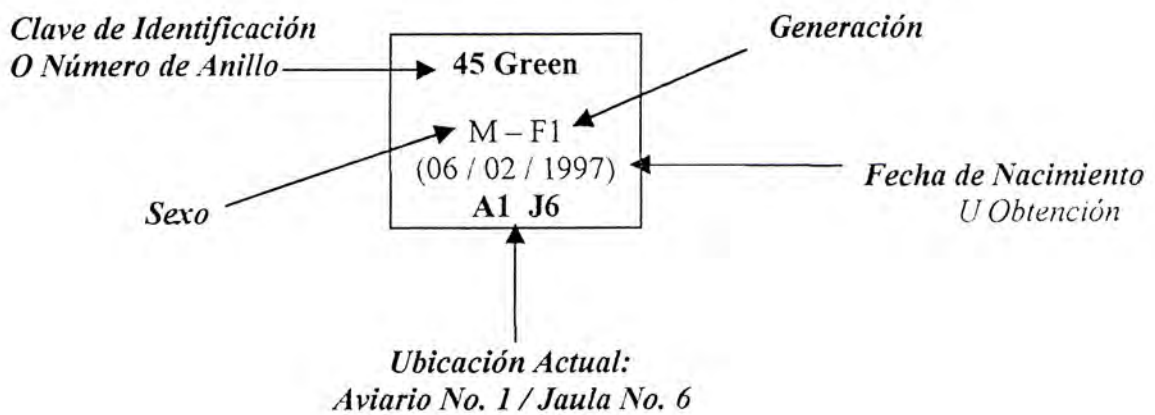 Clave de Identificación
O Número de Anillo
Generación
45 Green
M – F1
(06 / 02 / 1997)
A1 J6
Sexo
Fecha de Nacimiento
U Obtención
Ubicación Actual:
Aviario No. 1 / Jaula No. 6